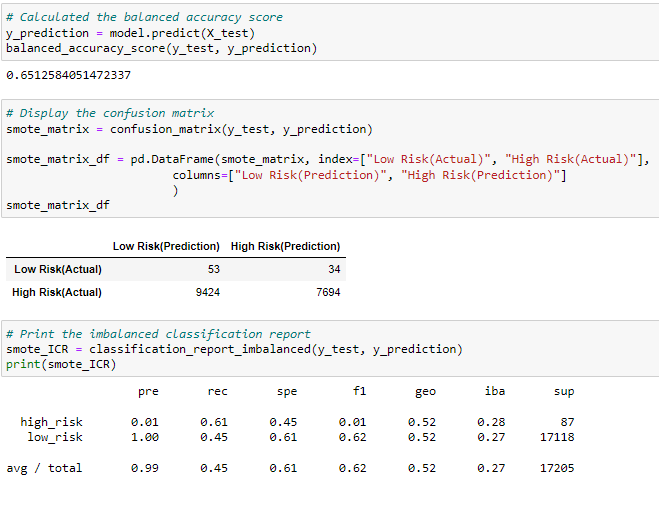 # Calculated the balanced accuracy score
y_prediction = model.predict(X_test)
balanced_accuracy_score(y_test, y_prediction)
0.6512584051472337
# Display the confusion matrix
smote_matrix = confusion_matrix(y_test, y_prediction)
smote_matrix_df = pd.DataFrame(smote_matrix, index=["Low Risk(Actual)", "High Risk(Actual)"],
columns=["Low Risk(Prediction)", "High Risk(Prediction)"]
)
smote_matrix_df
Low Risk(Prediction) High Risk(Prediction)
Low Risk(Actual) 53 34
High Risk(Actual) 9424 7694
# Print the imbalanced classification report
smote_ICR = classification_report_imbalanced(y_test, y_prediction)
print(smote_ICR)
pre rec spe f1 geo iba sup
high_risk 0.01 0.61 0.45 0.01 0.52 0.28 87
low_risk 1.00 0.45 0.61 0.62 0.52 0.27 17118
avg / total 0.99 0.45 0.61 0.62 0.52 0.27 17205